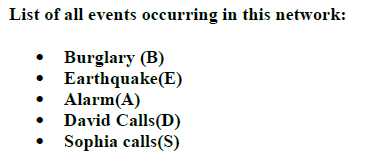 List of all events occurring in this network:
• Burglary (B)
• Earthquake(E)
• Alarm(A)
• David Calls(D)
• Sophia calls(S)